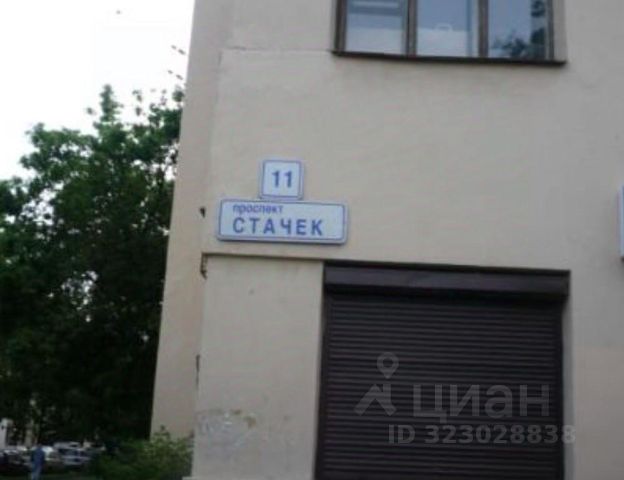 11
проспект
СТАЧЕК
циан
ID 323028838